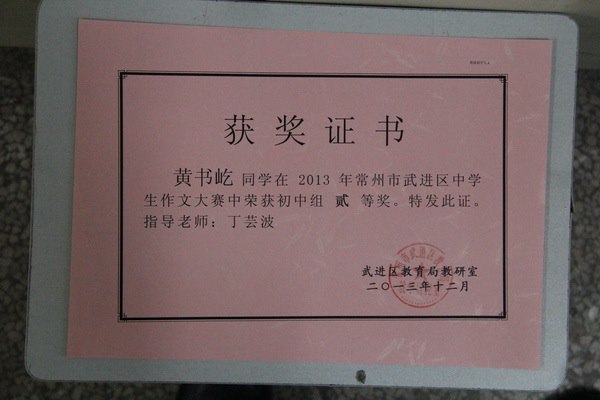 获奖证书
黄书屹 同学在 2013 年常州市武进区中学
生作文大赛中荣获初中组 贰 等奖。特发此证。
指导老师：丁芸波
武进区教育局教研室
二〇一三年十二月